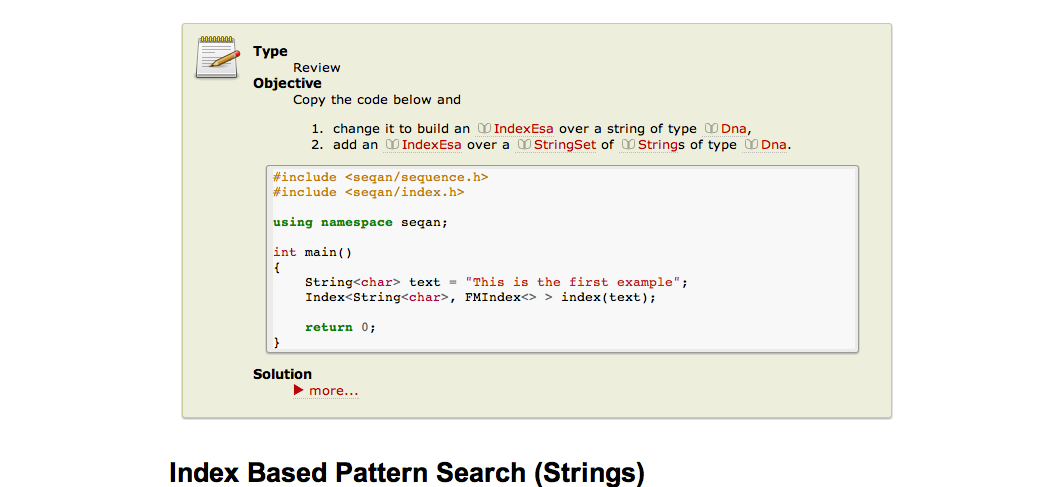 Type
Review
Objective
Copy the code below and
1. change it to build an IndexEsa over a string of type Dna,
2. add an IndexEsa over a StringSet of Strings of type Dna.
#include <seqan/sequence.h>
#include <seqan/index.h>
using namespace seqan;
int main()
{
String<char> text = "This is the first example";
Index<String<char>, FMIndex<> > index(text);
return 0;
}
Solution
more...
Index Based Pattern Search (Strings)